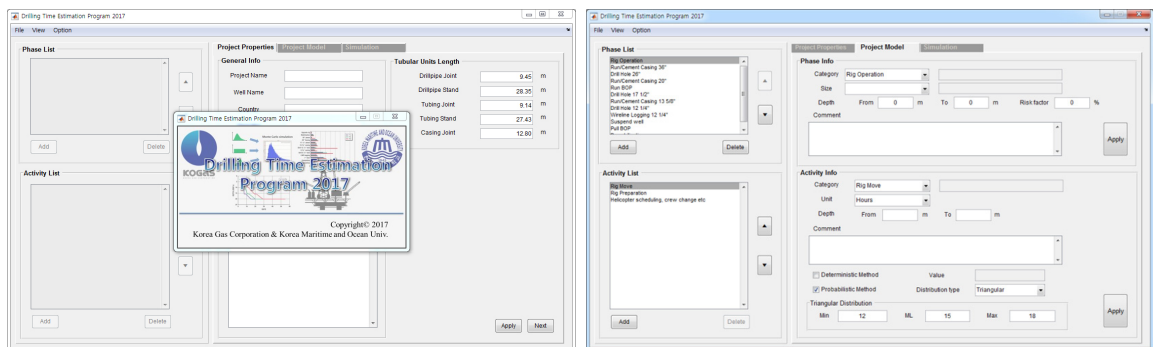 Drilling Time Estimation Program 2017
File View Option
Phase List
Add
Delete
Activity List
Add
Delete
Project Properties
Project Model
Simulation
General Info
Project Name
Well Name
Country
Tubular Units Length
Drillpipe Joint 9.45 m
Drillpipe Stand 28.35 m
Tubing Joint 9.14 m
Tubing Stand 27.43 m
Casing Joint 12.80 m
Apply
Next
Drilling Time Estimation Program 2017
KOGAS
Drilling Time Estimation
Program 2017
Copyright© 2017
Korea Gas Corporation & Korea Maritime and Ocean Univ.
Drilling Time Estimation Program 2017
File View Option
Phase List
Rig Operation
Run/Cement Casing 30"
Drill Hole 26"
Run/Cement Casing 20"
Run BOP
Drill Hole 17 1/2"
Run/Cement Casing 13 5/8"
Drill Hole 12 1/4"
Wireline Logging 12 1/4"
Suspend well
Pull BOP
Add
Delete
Activity List
Rig Move
Rig Preparation
Helicopter scheduling, crew change etc
Add
Delete
Project Properties
Project Model
Simulation
Phase Info
Category Rig Operation
Size
Depth From 0 m To 0 m Risk factor 0 %
Comment
Apply
Activity Info
Category Rig Move
Unit Hours
Depth From m To m
Comment
Deterministic Method Value
Probabilistic Method Distribution type Triangular
Triangular Distribution
Min 12 ML 15 Max 18
Apply